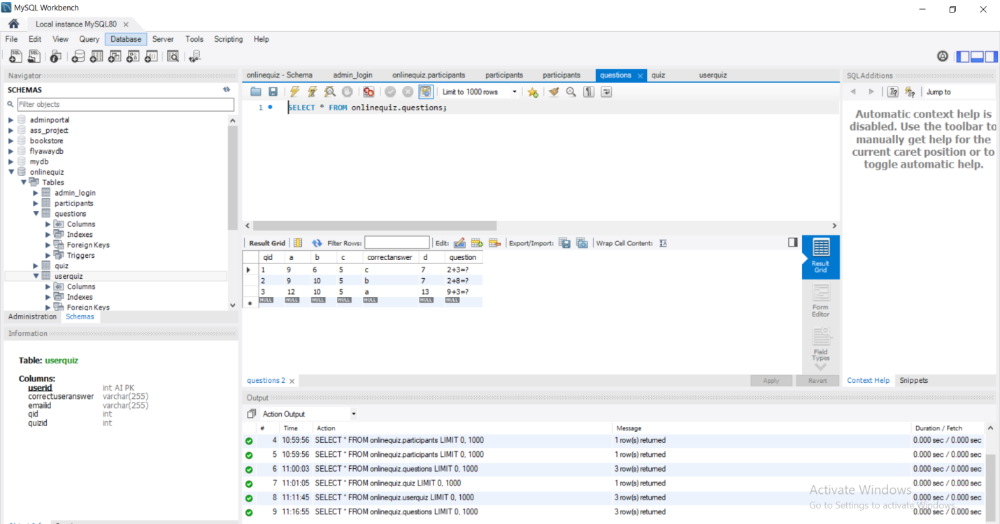 MySQL Workbench
Local instance MySQL80
File Edit View Query Database Server Tools Scripting Help
Navigator
SCHEMAS
Filter objects
adminportal
ass_project
bookstore
flyawaydb
mydb
onlinequiz
Tables
admin_login
participants
questions
Columns
Indexes
Foreign Keys
Triggers
quiz
userquiz
Columns
Indexes
Foreign Keys
Administration Schemas
Information
Table: userquiz
Columns:
userid int AI PK
correctuseranswer varchar(255)
emailid varchar(255)
qid int
quizid int
onlinequiz - Schema admin_login onlinequiz.participants participants participants questions quiz userquiz
Limit to 1000 rows
1 SELECT * FROM onlinequiz.questions;
Result Grid Filter Rows: Edit: Export/Import: Wrap Cell Content:
qid a b c correctanswer d question
1 9 6 5 c 7 2+3=?
2 9 10 5 b 7 2+8=?
3 12 10 5 a 13 9+3=?
NULL NULL NULL NULL NULL NULL NULL
Result
Grid
Form
Editor
Field
Types
questions 2 Apply Revert
Output
Action Output
# Time Action Message Duration / Fetch
4 10:59:56 SELECT * FROM onlinequiz.participants LIMIT 0, 1000 1 row(s) returned 0.000 sec / 0.000 sec
5 10:59:56 SELECT * FROM onlinequiz.participants LIMIT 0, 1000 1 row(s) returned 0.000 sec / 0.000 sec
6 11:00:03 SELECT * FROM onlinequiz.questions LIMIT 0, 1000 3 row(s) returned 0.000 sec / 0.000 sec
7 11:01:05 SELECT * FROM onlinequiz.quiz LIMIT 0, 1000 1 row(s) returned 0.000 sec / 0.000 sec
8 11:11:45 SELECT * FROM onlinequiz.userquiz LIMIT 0, 1000 3 row(s) returned 0.000 sec / 0.000 sec
9 11:16:55 SELECT * FROM onlinequiz.questions LIMIT 0, 1000 3 row(s) returned 0.000 sec / 0.000 sec
SQLAdditions
Jump to
Automatic context help is
disabled. Use the toolbar to
manually get help for the
current caret position or to
toggle automatic help.
Context Help Snippets
Activate Windows
Go to Settings to activate Windows.